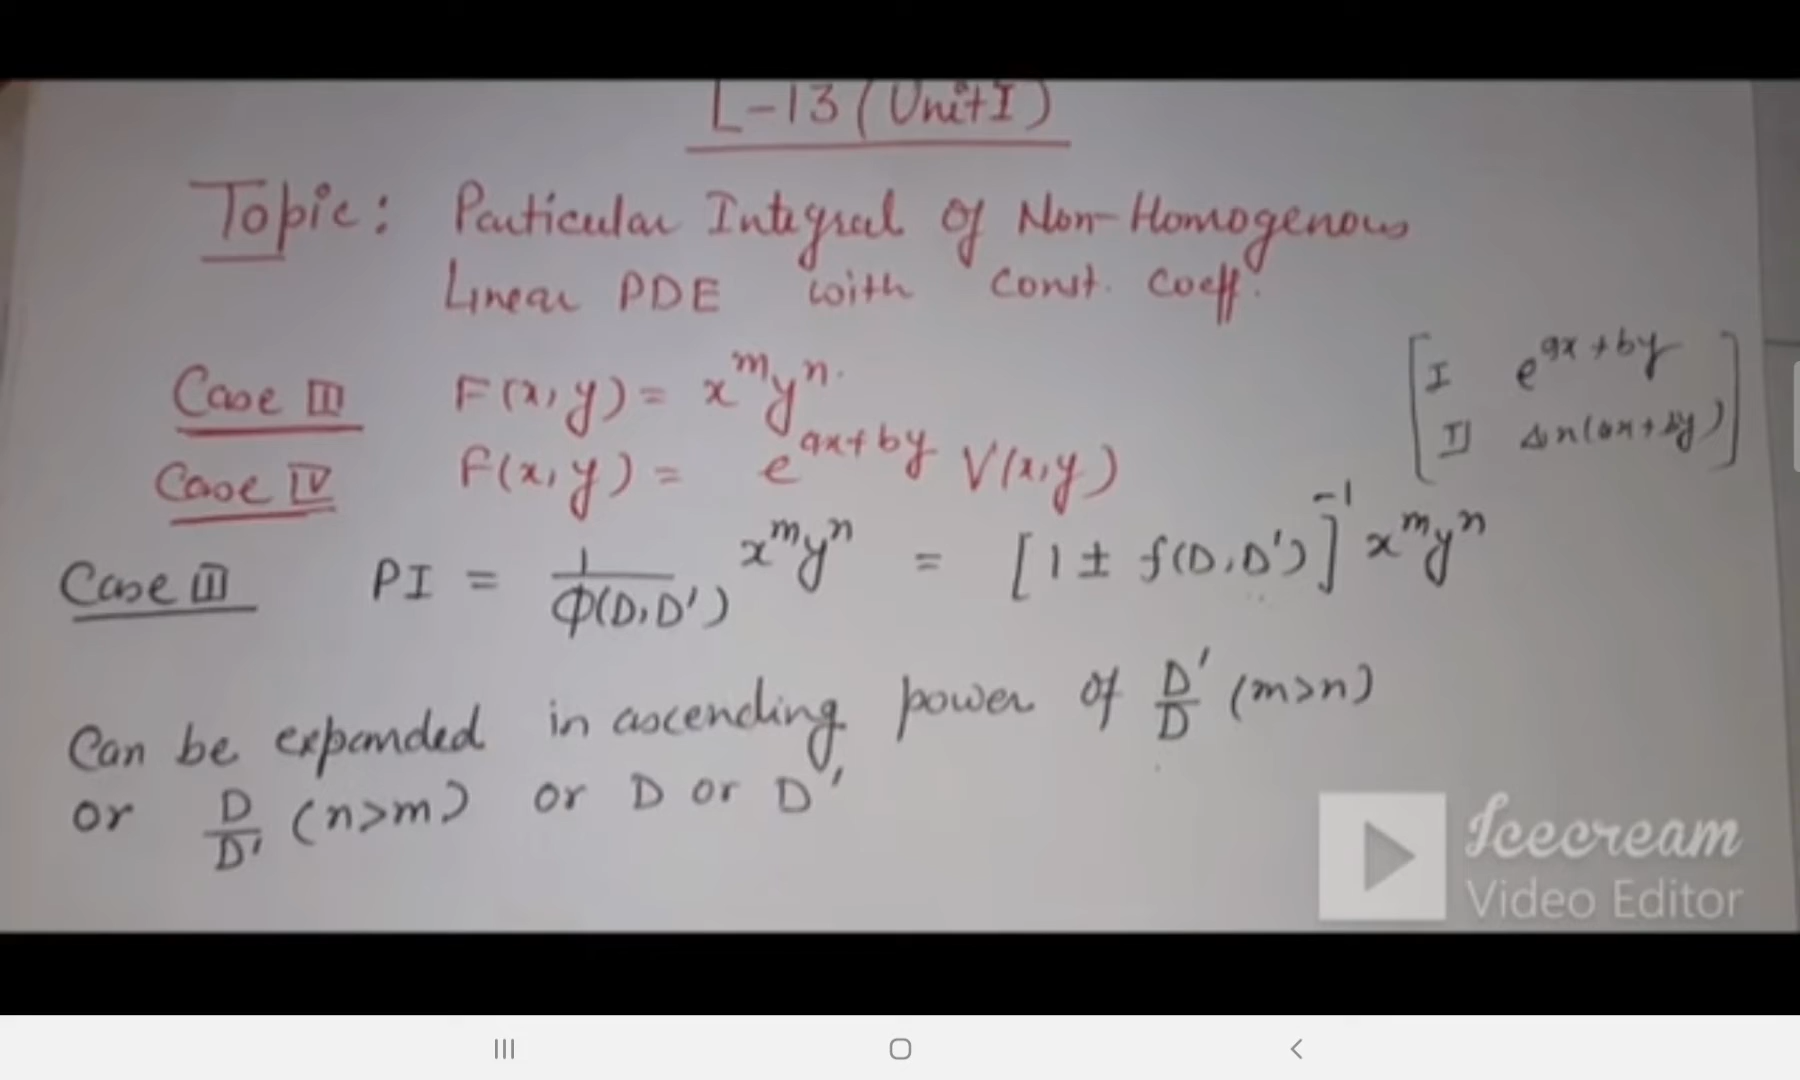 L-13 (Unit I)
Topic: Particular Integral of Non-Homogenous
Linear PDE with const. coeff.
Case III F(x,y) = x^m y^n.
Case IV F(x,y) = e^{ax+by} V(x,y)
[I e^{ax+by}
II sin(ax+by)]
Case III PI = 1/ϕ(D,D') x^m y^n = [1 ± f(D,D')]^{-1} x^m y^n
Can be expanded in ascending power of D'/D (m>n)
or D/D' (n>m) or D or D'
Icecream
Video Editor